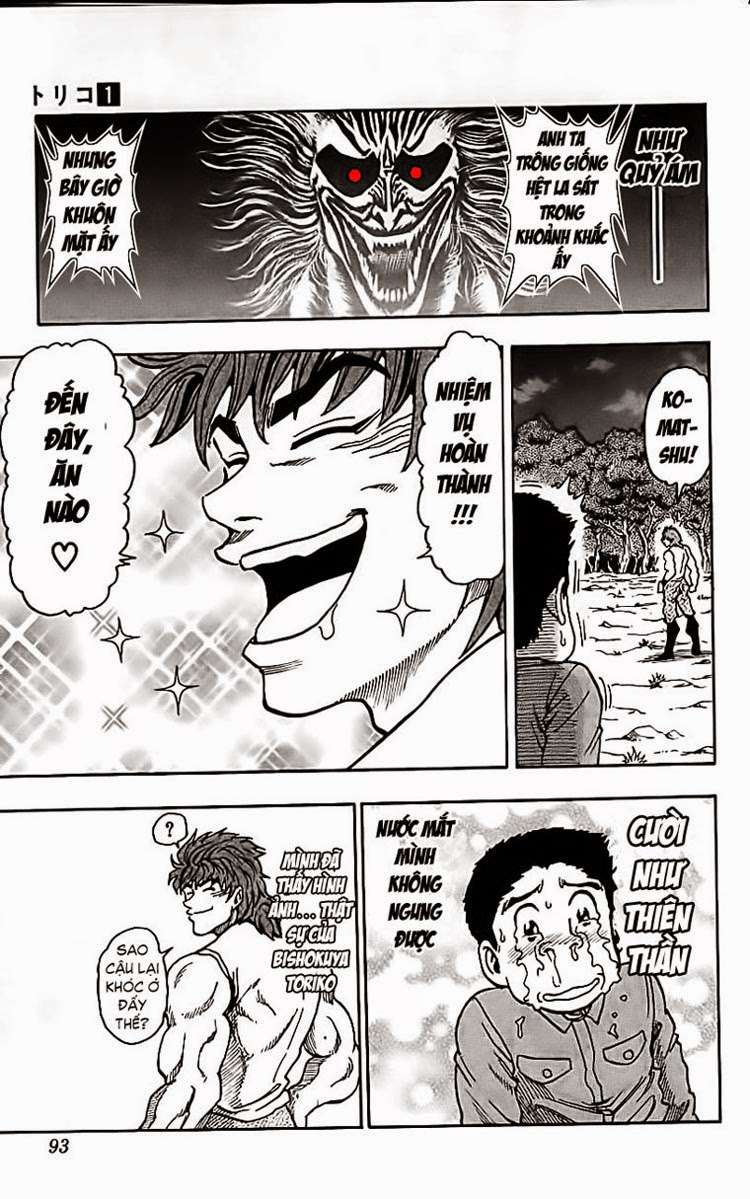 トリコ1
NHƯ
QUỶ ÁM
ANH TA
TRÔNG GIỐNG
HỆT LA SÁT
TRONG
KHOẢNH KHẮC
ẤY
NHƯNG
BÂY GIỜ
KHUÔN
MẶT ẤY
KO-
MAT-
SHU!
NHIỆM
VỤ
HOÀN
THÀNH
!!!
ĐẾN
ĐÂY,
ĂN
NÀO
♡
CƯỜI
NHƯ
THIÊN
THẦN
NƯỚC MẮT
MÌNH
KHÔNG
NGƯNG
ĐƯỢC
MÌNH ĐÃ
THẤY HÌNH
ẢNH... THẬT
SỰ CỦA
BISHOKUYA
TORIKO
?
SAO
CẬU LẠI
KHÓC Ở
ĐẤY
THẾ?
93